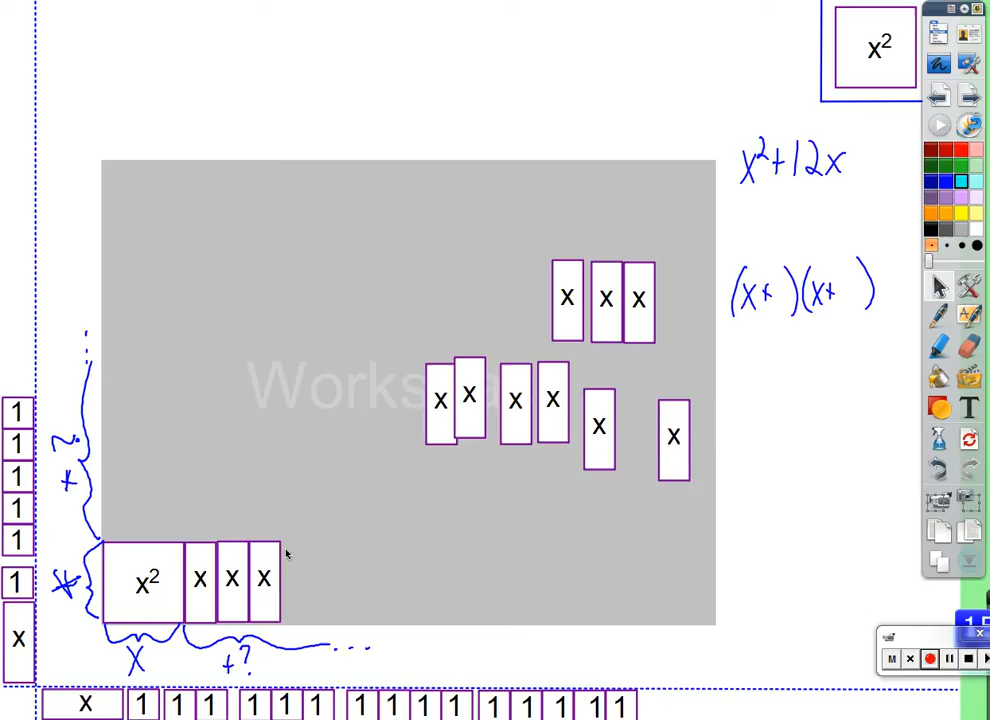 x²
x²+12x
x x x
(x+ )(x+ )
Works
x x x x x x
1
1
1
1
1
1
x
?
+
x
x² x x x
x +? ...
x 1 1 1 1 1 1 1 1 1 1 1 1 1 1 1
M